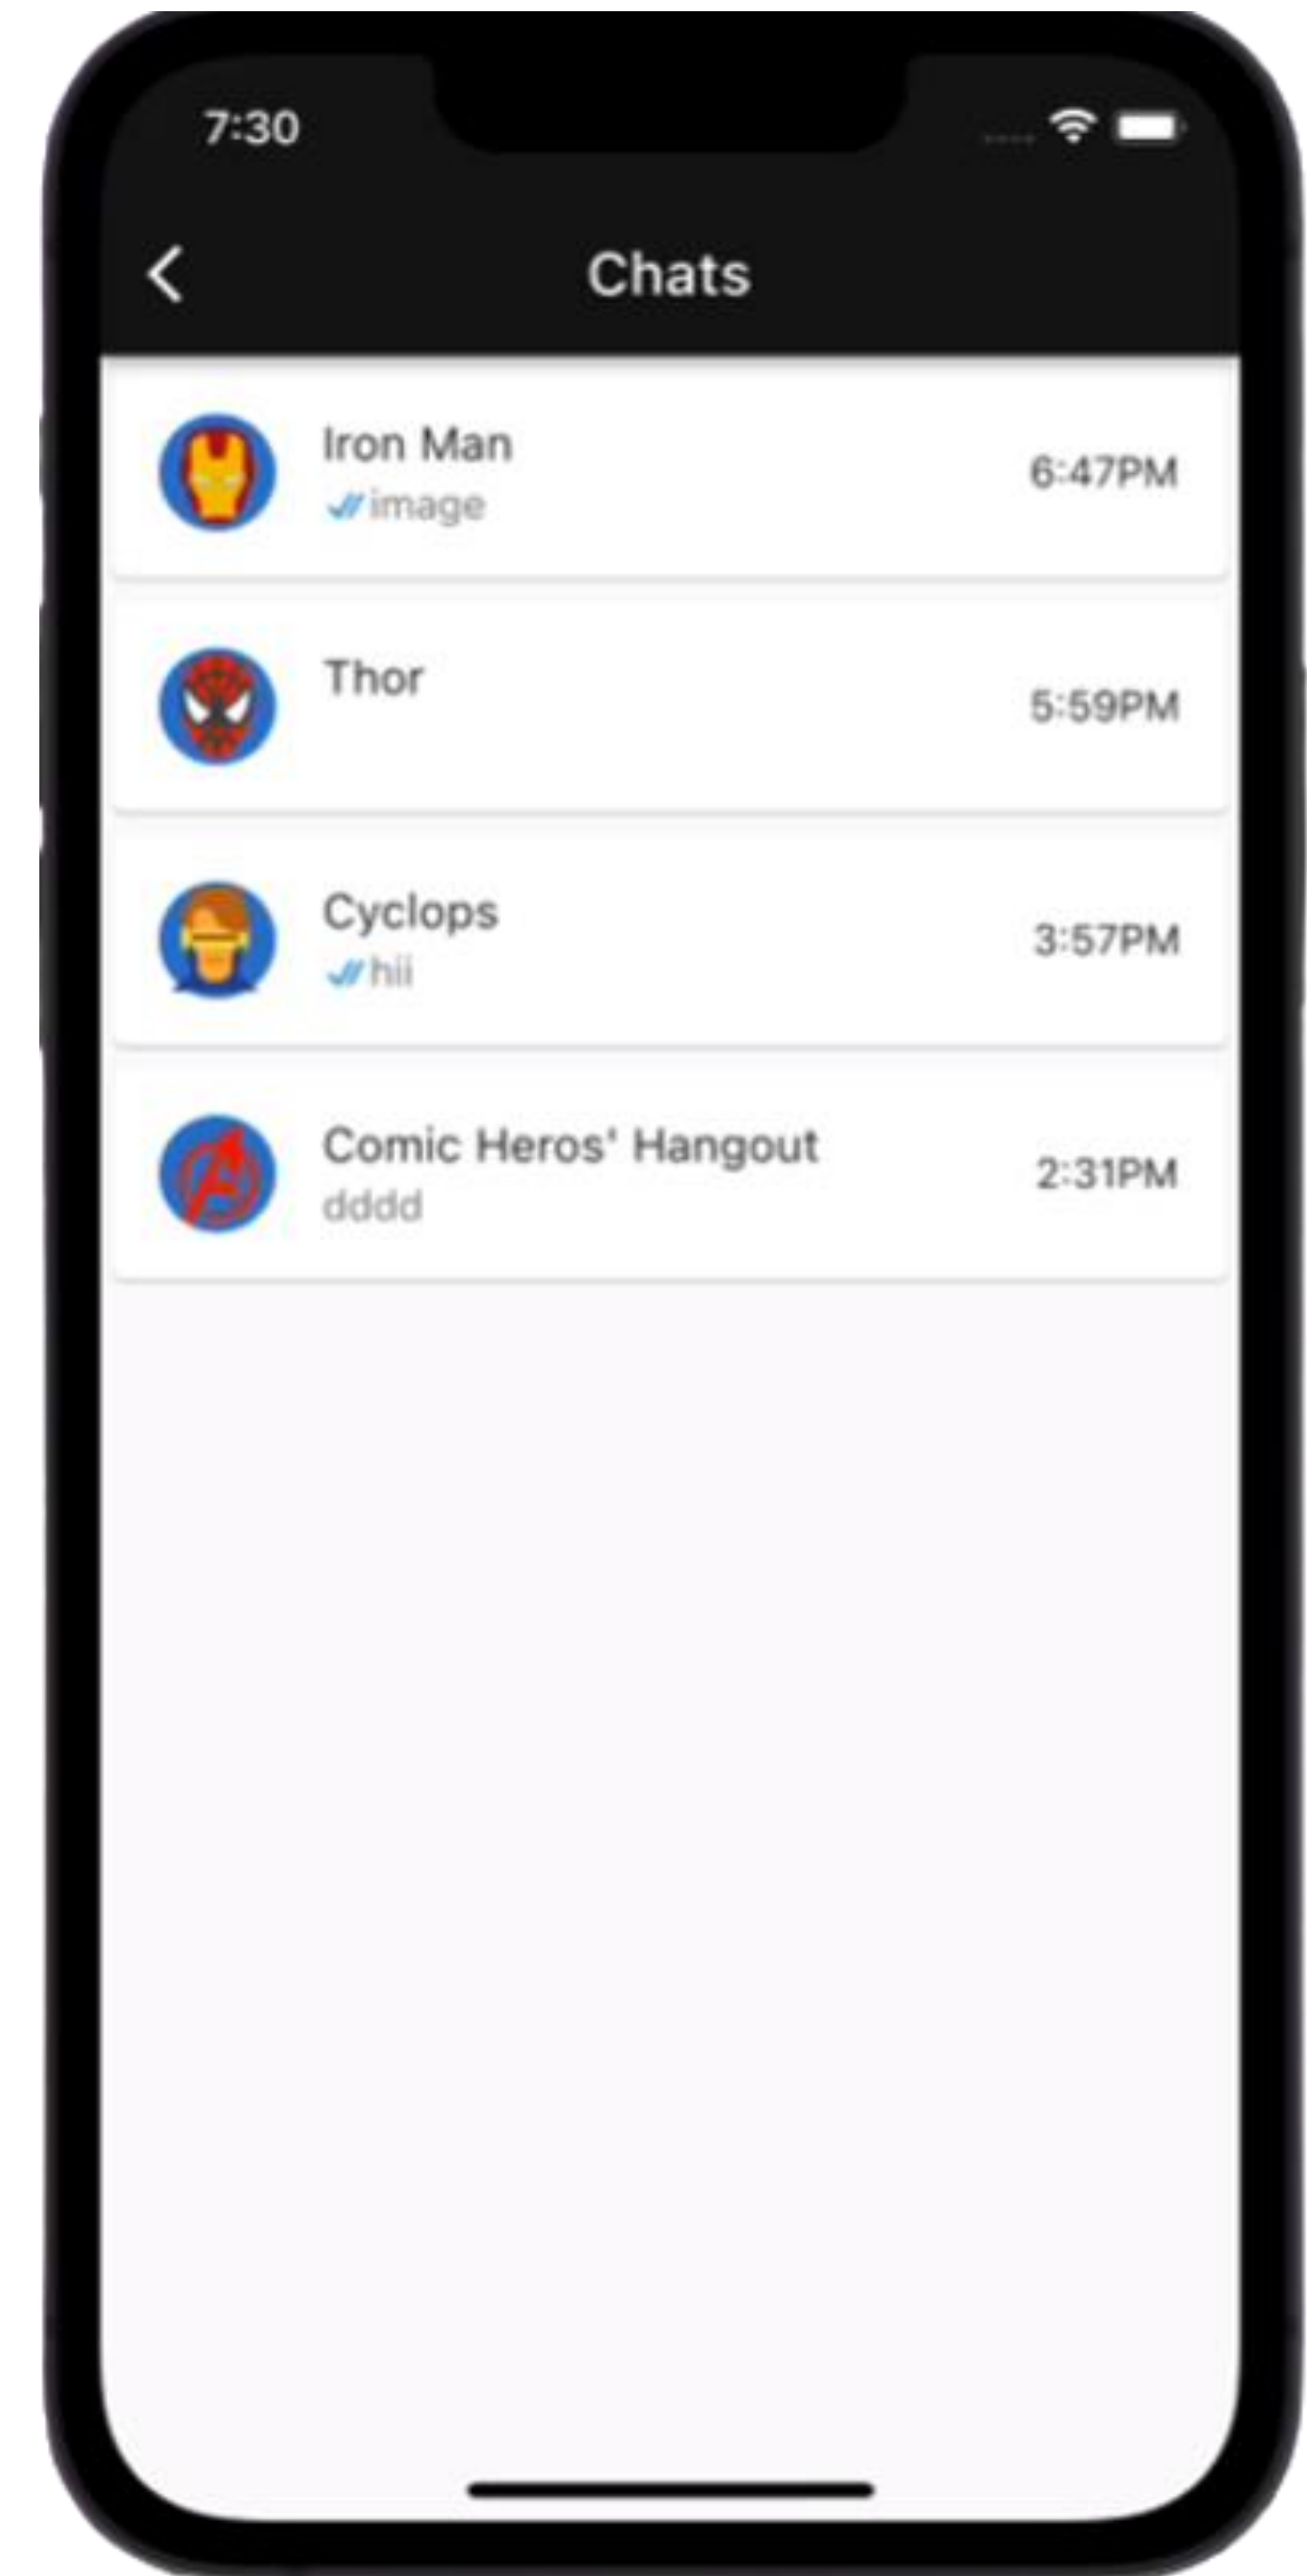 7:30
Chats
Iron Man
image
6:47PM
Thor
5:59PM
Cyclops
hii
3:57PM
Comic Heros' Hangout
dddd
2:31PM